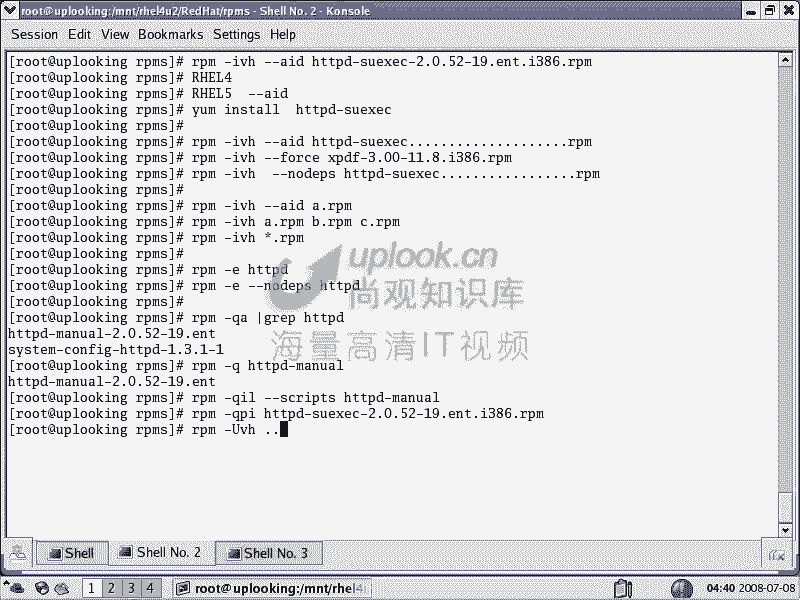 root@uplooking:/mnt/rhel4u2/RedHat/rpms - Shell No. 2 - Konsole
Session Edit View Bookmarks Settings Help
[root@uplooking rpms]# rpm -ivh --aid httpd-suexec-2.0.52-19.ent.i386.rpm
[root@uplooking rpms]# RHEL4
[root@uplooking rpms]# RHEL5  --aid
[root@uplooking rpms]# yum install  httpd-suexec
[root@uplooking rpms]#
[root@uplooking rpms]# rpm -ivh --aid httpd-suexec....................rpm
[root@uplooking rpms]# rpm -ivh --force xpdf-3.00-11.8.i386.rpm
[root@uplooking rpms]# rpm -ivh  --nodeps httpd-suexec.................rpm
[root@uplooking rpms]#
[root@uplooking rpms]# rpm -ivh --aid a.rpm
[root@uplooking rpms]# rpm -ivh a.rpm b.rpm c.rpm
[root@uplooking rpms]# rpm -ivh *.rpm
[root@uplooking rpms]#
[root@uplooking rpms]# rpm -e httpd
[root@uplooking rpms]# rpm -e --nodeps httpd
[root@uplooking rpms]#
[root@uplooking rpms]# rpm -qa |grep httpd
httpd-manual-2.0.52-19.ent
system-config-httpd-1.3.1-1
[root@uplooking rpms]# rpm -q httpd-manual
httpd-manual-2.0.52-19.ent
[root@uplooking rpms]# rpm -qil --scripts httpd-manual
[root@uplooking rpms]# rpm -qpi httpd-suexec-2.0.52-19.ent.i386.rpm
[root@uplooking rpms]# rpm -Uvh ..
uplook.cn
尚观知识库
海量高清IT视频
Shell Shell No. 2 Shell No. 3
1 2 3 4 root@uplooking:/mnt/rhel4 04:40 2008-07-08